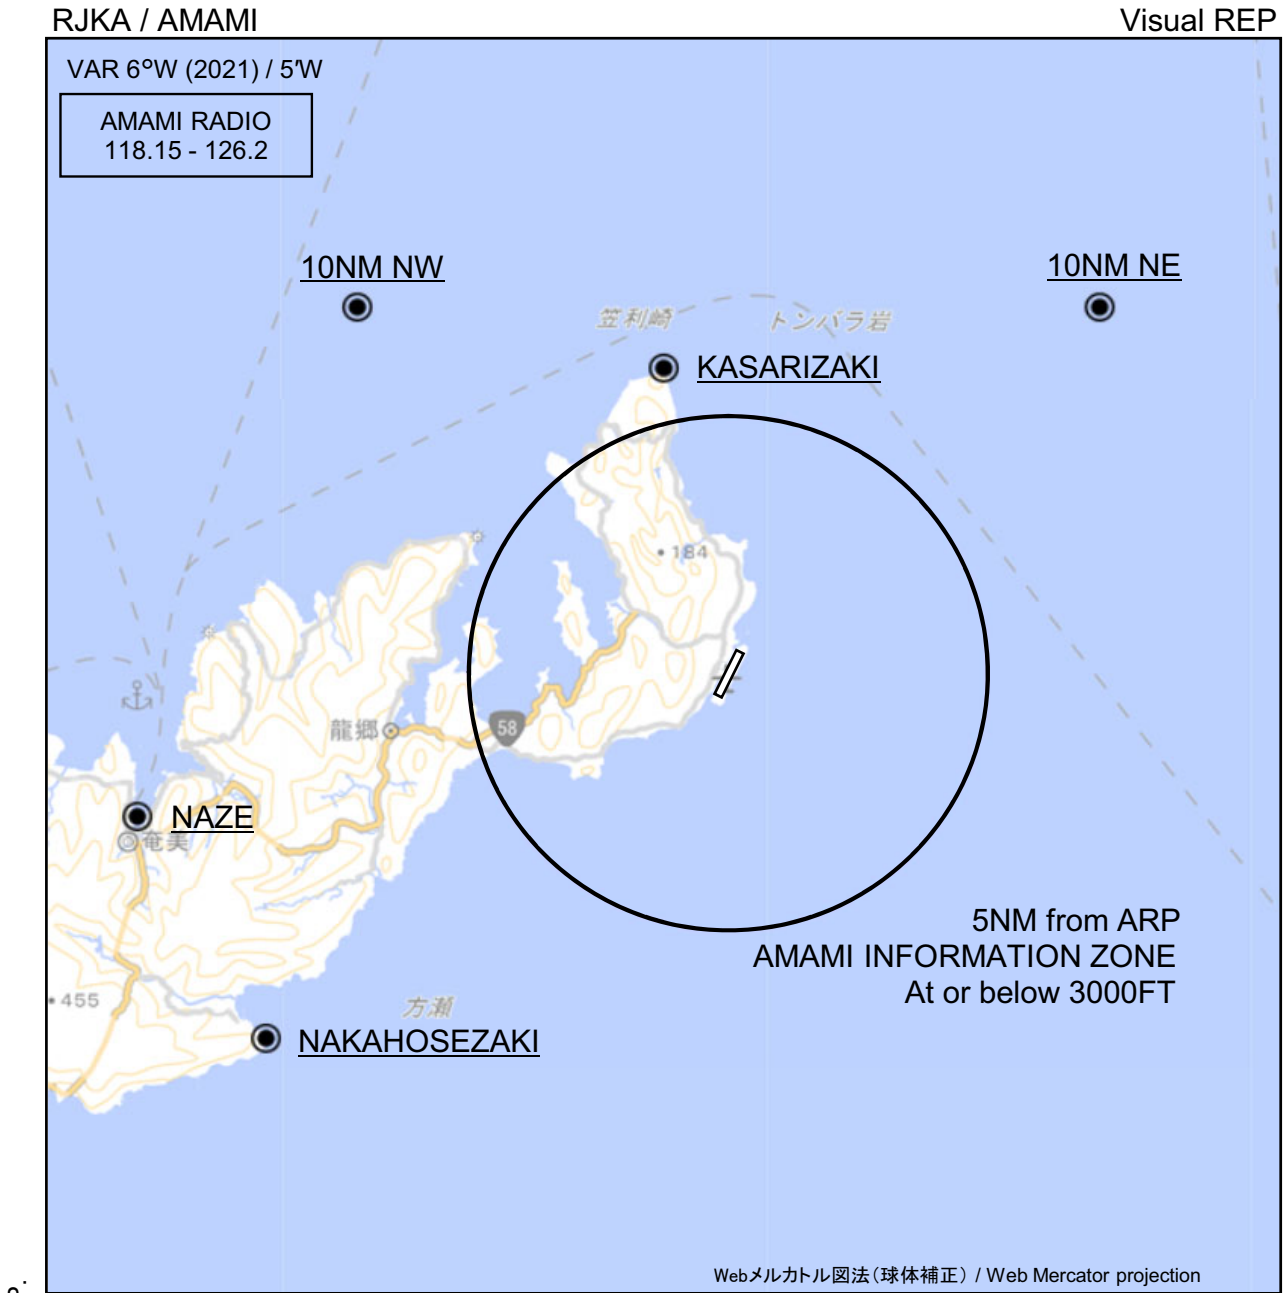 RJKA / AMAMI
Visual REP
VAR 6°W (2021) / 5'W
AMAMI RADIO
118.15 - 126.2
10NM NW
10NM NE
笠利崎
トンバラ岩
KASARIZAKI
184
58
龍郷
NAZE
奄美
5NM from ARP
AMAMI INFORMATION ZONE
At or below 3000FT
455
方瀬
NAKAHOSEZAKI
Webメルカトル図法(球体補正) / Web Mercator projection